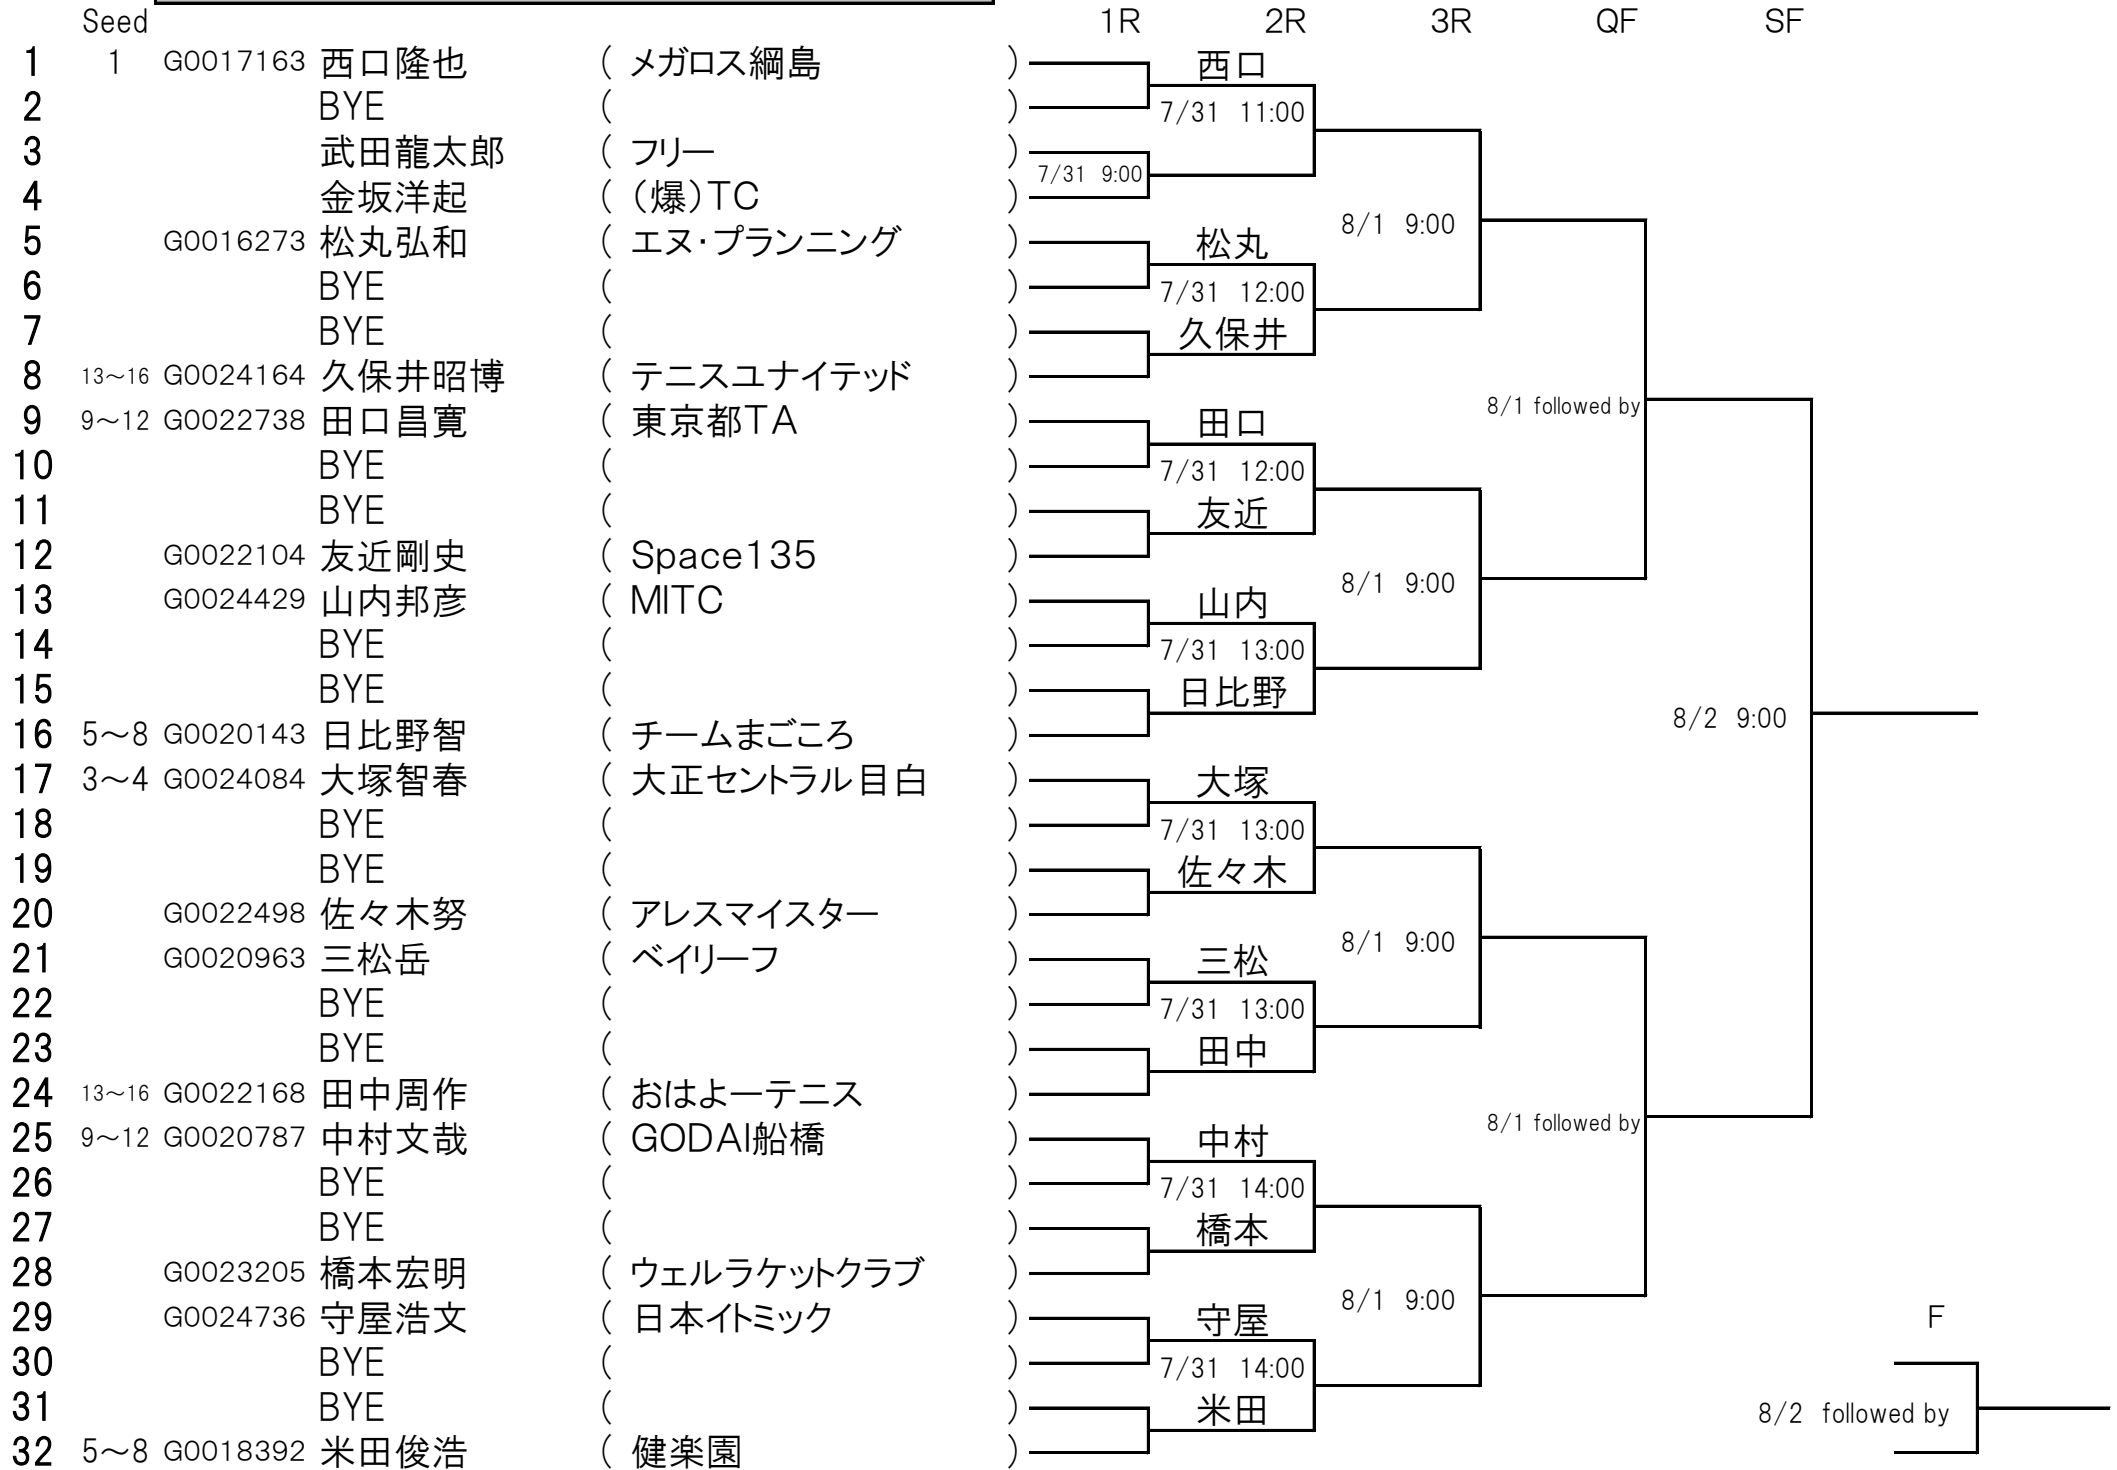 Seed 1R 2R 3R QF SF
1 1 G0017163 西口隆也 ( メガロス綱島 ) 西口
2 BYE ( ) 7/31 11:00
3 武田龍太郎 ( フリー )
7/31 9:00
4 金坂洋起 ( (爆)TC )
8/1 9:00
5 G0016273 松丸弘和 ( エヌ・プランニング ) 松丸
6 BYE ( ) 7/31 12:00
7 BYE ( ) 久保井
8 13～16 G0024164 久保井昭博 ( テニスユナイテッド )
8/1 followed by
9 9～12 G0022738 田口昌寛 ( 東京都TA ) 田口
10 BYE ( ) 7/31 12:00
11 BYE ( ) 友近
12 G0022104 友近剛史 ( Space135 )
8/1 9:00
13 G0024429 山内邦彦 ( MITC ) 山内
14 BYE ( ) 7/31 13:00
15 BYE ( ) 日比野
8/2 9:00
16 5～8 G0020143 日比野智 ( チームまごころ )
17 3～4 G0024084 大塚智春 ( 大正セントラル目白 ) 大塚
18 BYE ( ) 7/31 13:00
19 BYE ( ) 佐々木
20 G0022498 佐々木努 ( アレスマイスター )
8/1 9:00
21 G0020963 三松岳 ( ベイリーフ ) 三松
22 BYE ( ) 7/31 13:00
23 BYE ( ) 田中
24 13～16 G0022168 田中周作 ( おはよーテニス )
8/1 followed by
25 9～12 G0020787 中村文哉 ( GODAI船橋 ) 中村
26 BYE ( ) 7/31 14:00
27 BYE ( ) 橋本
28 G0023205 橋本宏明 ( ウェルラケットクラブ )
8/1 9:00
29 G0024736 守屋浩文 ( 日本イトミック ) 守屋 F
30 BYE ( ) 7/31 14:00
31 BYE ( ) 米田 8/2 followed by
32 5～8 G0018392 米田俊浩 ( 健楽園 )